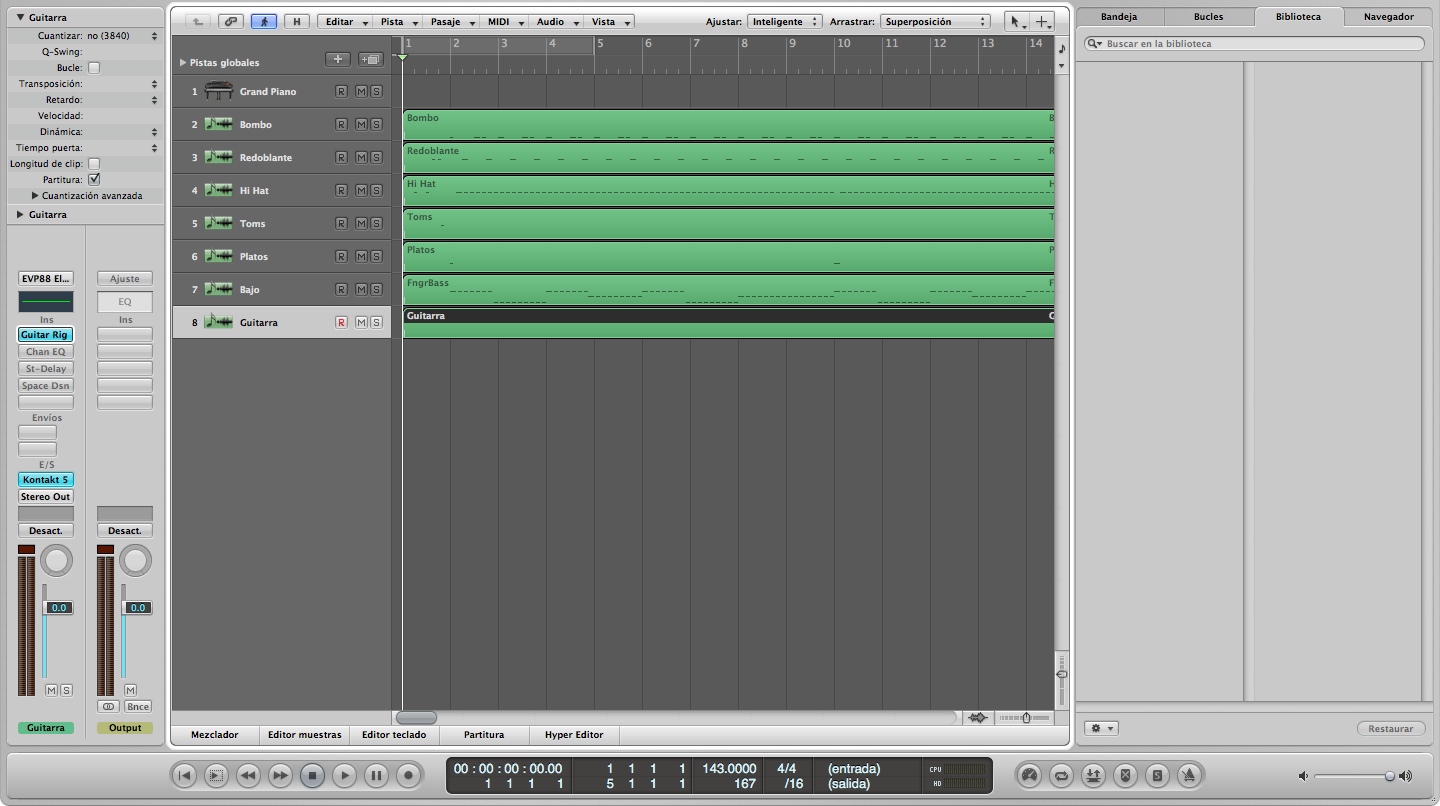 Guitarra
Cuantizar: no (3840)
Q-Swing:
Bucle:
Transposición:
Retardo:
Velocidad:
Dinámica:
Tiempo puerta:
Longitud de clip:
Partitura:
Cuantización avanzada
Guitarra
EVP88 El...
Ajuste
EQ
Ins
Ins
Guitar Rig
Chan EQ
St-Delay
Space Dsn
Envíos
E/S
Kontakt 5
Stereo Out
Desact.
Desact.
0.0
0.0
M S
M
Bnce
Guitarra
Output
H
Editar
Pista
Pasaje
MIDI
Audio
Vista
Ajustar: Inteligente
Arrastrar: Superposición
Pistas globales
1 2 3 4 5 6 7 8 9 10 11 12 13 14
1 Grand Piano R M S
2 Bombo R M S
Bombo B
3 Redoblante R M S
Redoblante R
4 Hi Hat R M S
Hi Hat H
5 Toms R M S
Toms T
6 Platos R M S
Platos P
7 Bajo R M S
FngrBass F
8 Guitarra R M S
Guitarra G
Mezclador
Editor muestras
Editor teclado
Partitura
Hyper Editor
Bandeja
Bucles
Biblioteca
Navegador
Buscar en la biblioteca
Restaurar
00 : 00 : 00 : 00.00 1 1 1 1 143.0000 4/4 (entrada) CPU
1 1 1 1 5 1 1 1 167 /16 (salida) HD
S